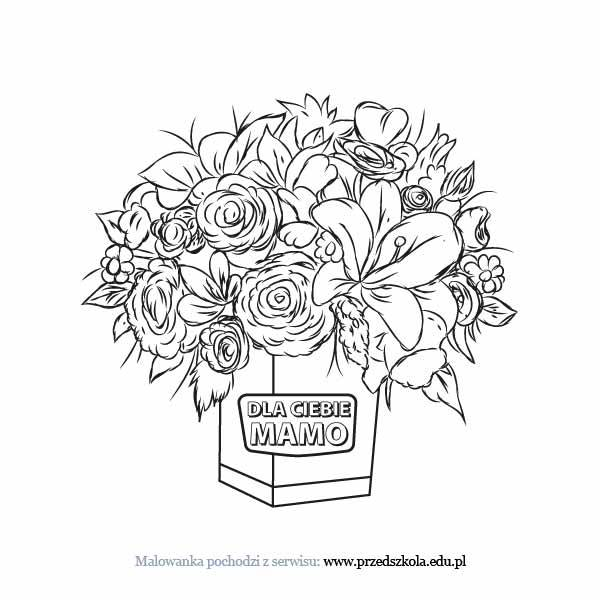 DLA CIEBIE
MAMO
Malowanka pochodzi z serwisu: www.przedszkola.edu.pl